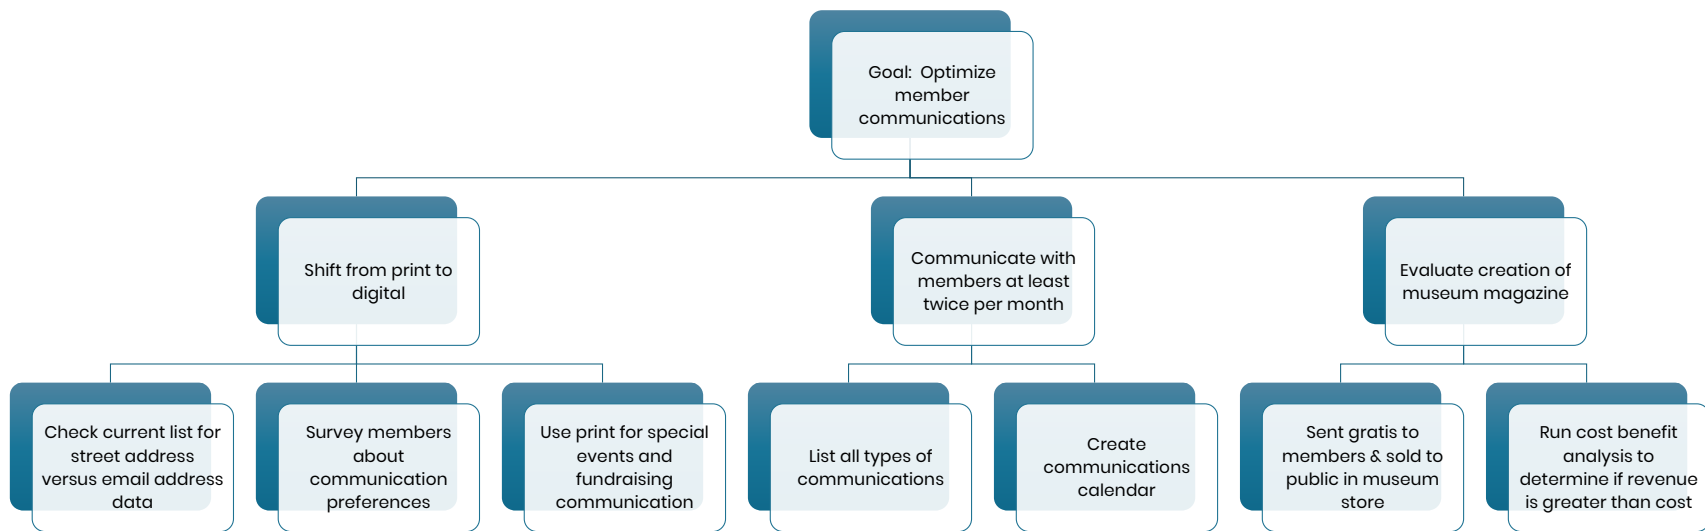 Goal: Optimize
member
communications
Shift from print to
digital
Communicate with
members at least
twice per month
Evaluate creation of
museum magazine
Check current list for
street address
versus email address
data
Survey members
about
communication
preferences
Use print for special
events and
fundraising
communication
List all types of
communications
Create
communications
calendar
Sent gratis to
members & sold to
public in museum
store
Run cost benefit
analysis to
determine if revenue
is greater than cost